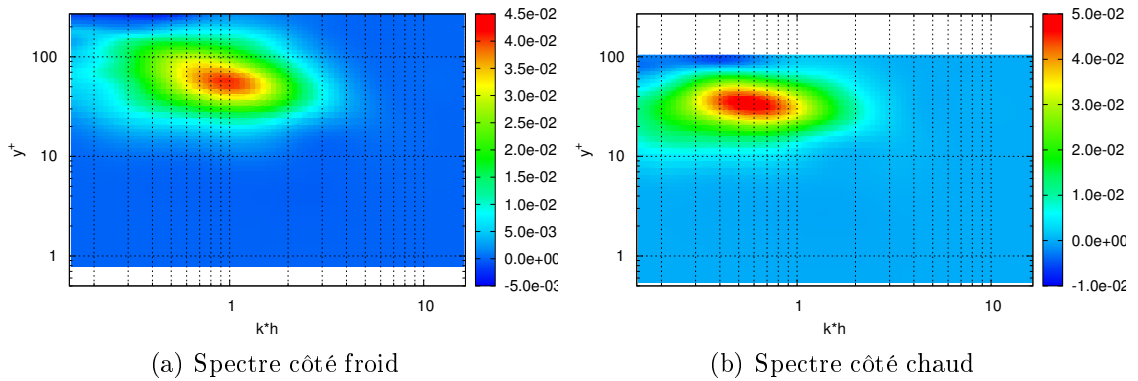 100
10
1
y+
1
10
k*h
4.5e-02
4.0e-02
3.5e-02
3.0e-02
2.5e-02
2.0e-02
1.5e-02
1.0e-02
5.0e-03
0.0e+00
-5.0e-03
(a) Spectre côté froid
100
10
1
y+
1
10
k*h
5.0e-02
4.0e-02
3.0e-02
2.0e-02
1.0e-02
0.0e+00
-1.0e-02
(b) Spectre côté chaud